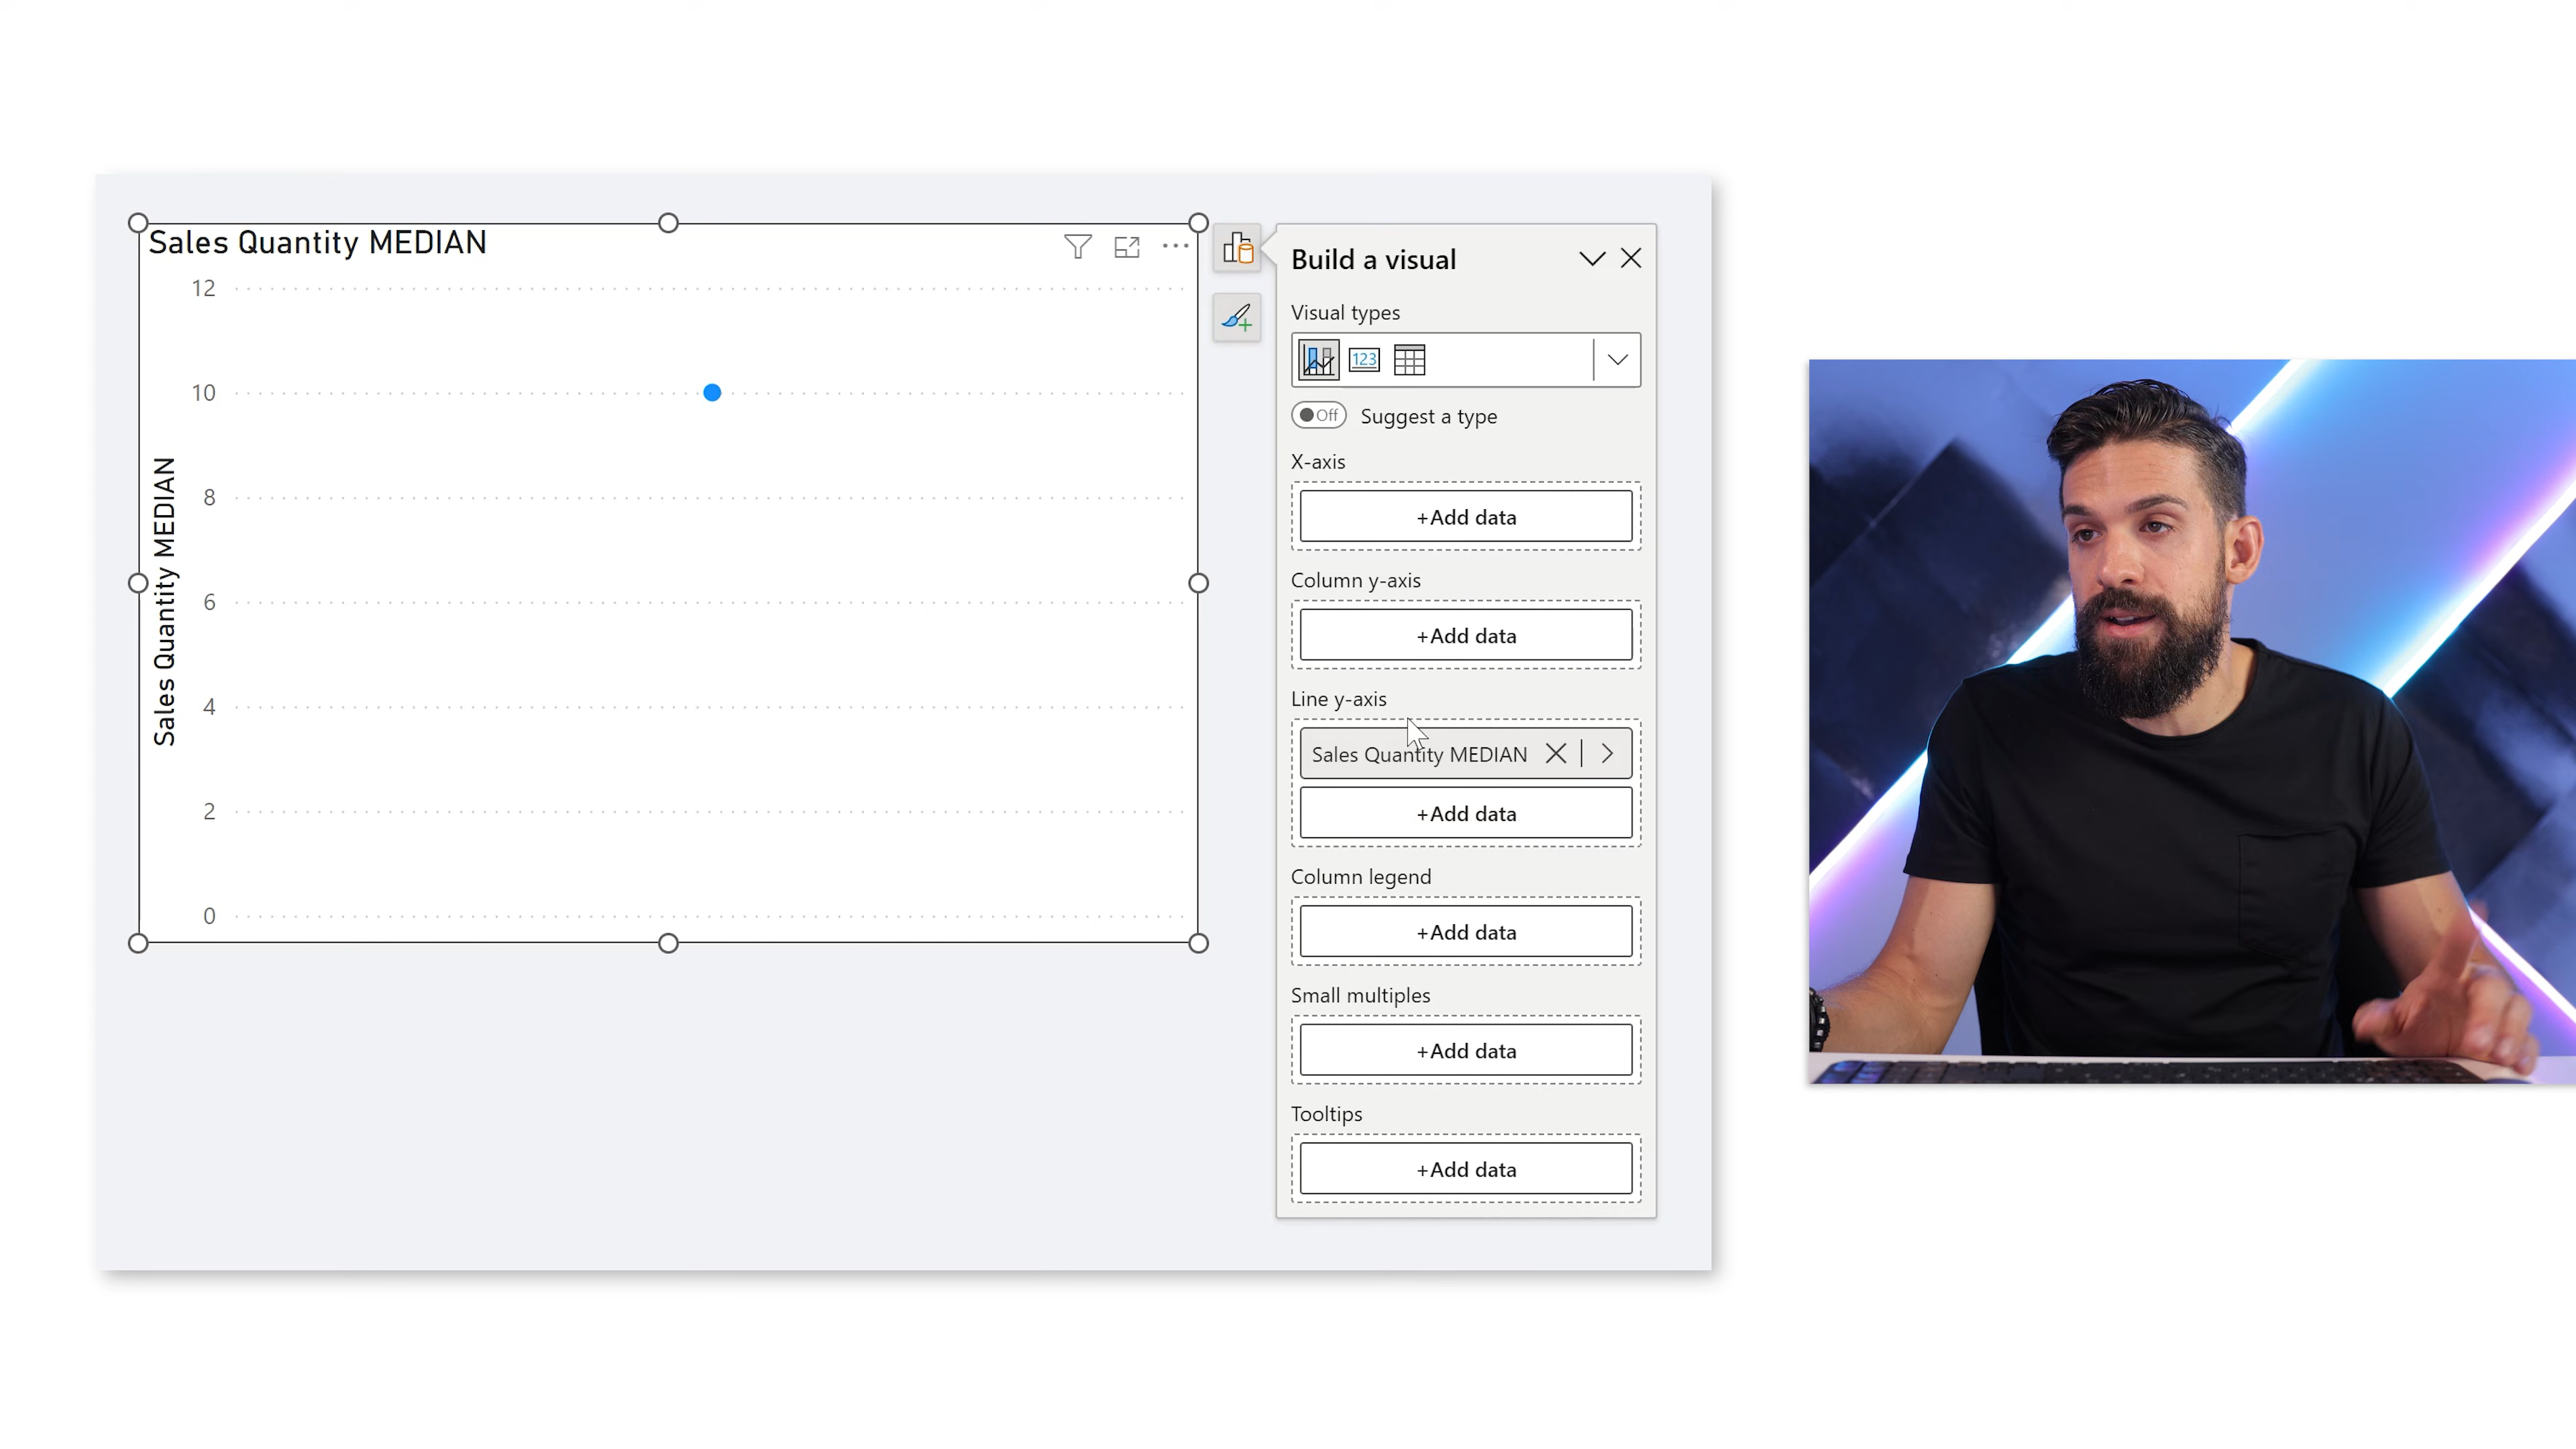 Sales Quantity MEDIAN
12
10
8
6
4
2
0
Sales Quantity MEDIAN
Build a visual
Visual types
123
Off Suggest a type
X-axis
+Add data
Column y-axis
+Add data
Line y-axis
Sales Quantity MEDIAN
+Add data
Column legend
+Add data
Small multiples
+Add data
Tooltips
+Add data